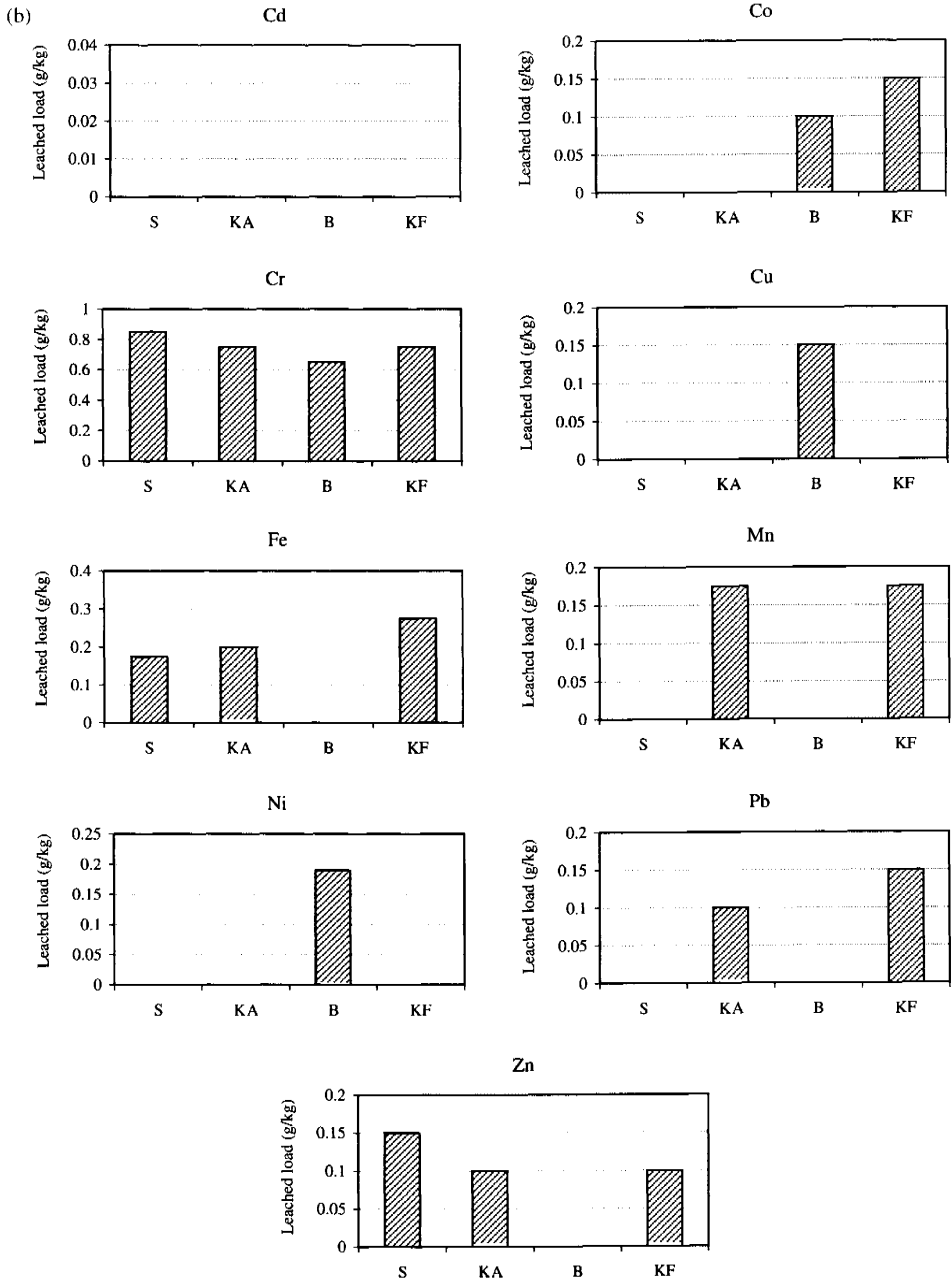 (b)
Cd
Leached load (g/kg)
0.04
0.03
0.02
0.01
0
S KA B KF
Co
Leached load (g/kg)
0.2
0.15
0.1
0.05
0
S KA B KF
Cr
Leached load (g/kg)
1
0.8
0.6
0.4
0.2
0
S KA B KF
Cu
Leached load (g/kg)
0.2
0.15
0.1
0.05
0
S KA B KF
Fe
Leached load (g/kg)
0.4
0.3
0.2
0.1
0
S KA B KF
Mn
Leached load (g/kg)
0.2
0.15
0.1
0.05
0
S KA B KF
Ni
Leached load (g/kg)
0.25
0.2
0.15
0.1
0.05
0
S KA B KF
Pb
Leached load (g/kg)
0.2
0.15
0.1
0.05
0
S KA B KF
Zn
Leached load (g/kg)
0.2
0.15
0.1
0.05
0
S KA B KF